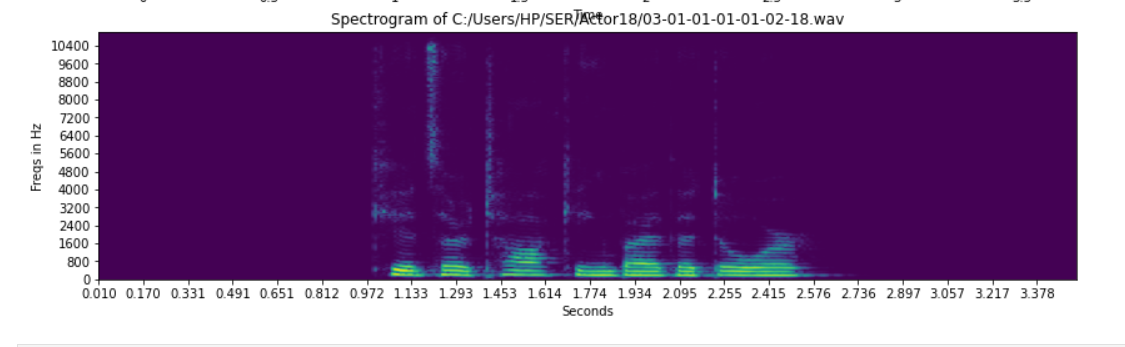 Time
Spectrogram of C:/Users/HP/SER/Actor18/03-01-01-01-01-02-18.wav
10400
9600
8800
8000
7200
6400
5600
4800
4000
3200
2400
1600
800
0
Freqs in Hz
0.010 0.170 0.331 0.491 0.651 0.812 0.972 1.133 1.293 1.453 1.614 1.774 1.934 2.095 2.255 2.415 2.576 2.736 2.897 3.057 3.217 3.378
Seconds